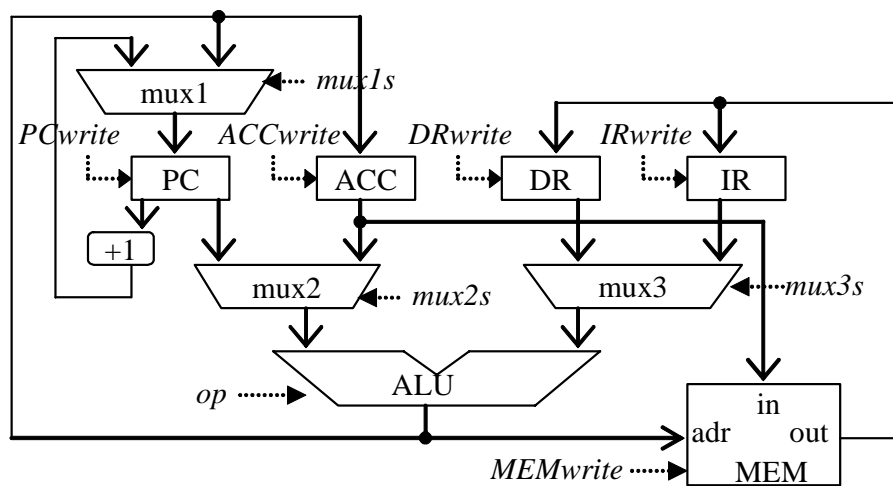 mux1
mux1s
PCwrite
ACCwrite
DRwrite
IRwrite
PC
ACC
DR
IR
+1
mux2
mux2s
mux3
mux3s
ALU
op
in
adr
out
MEMwrite
MEM